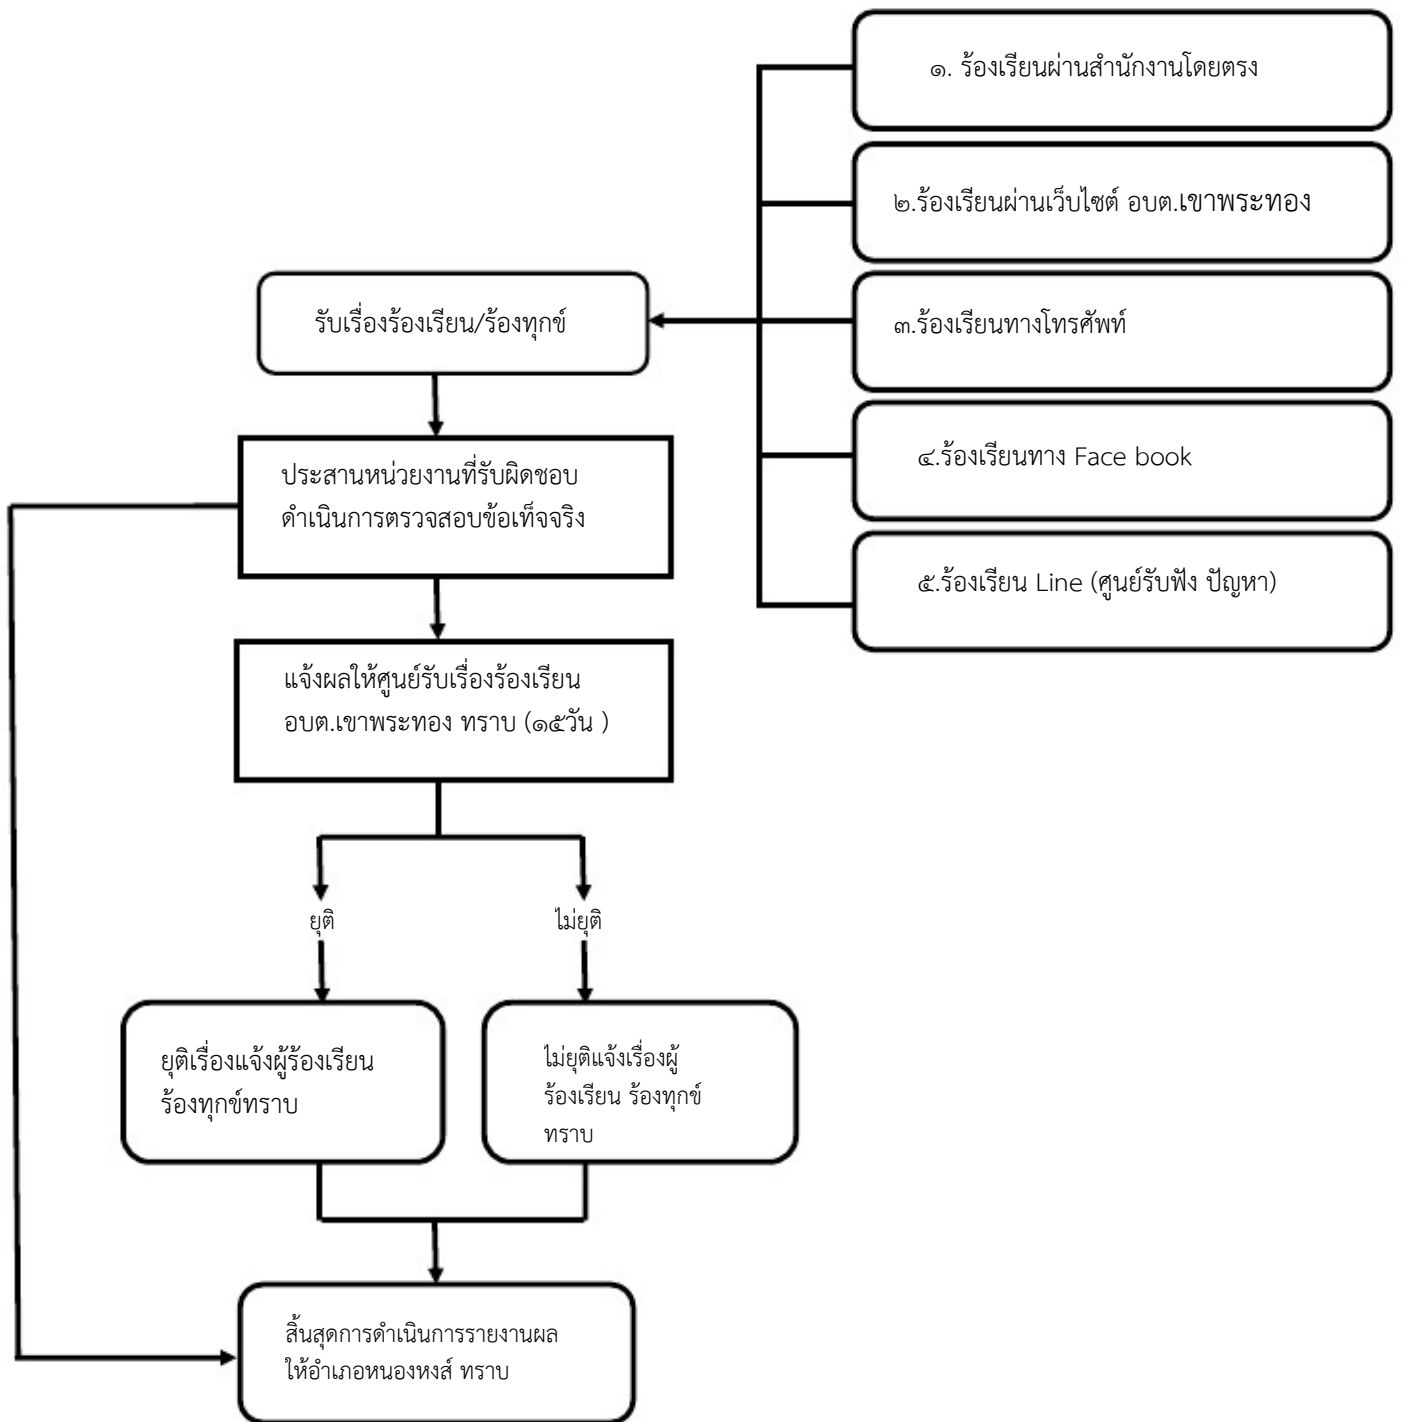 ๑. ร้องเรียนผ่านสำนักงานโดยตรง
๒.ร้องเรียนผ่านเว็บไซต์ อบต.เขาพระทอง
รับเรื่องร้องเรียน/ร้องทุกข์
๓.ร้องเรียนทางโทรศัพท์
๔.ร้องเรียนทาง Face book
ประสานหน่วยงานที่รับผิดชอบ
ดำเนินการตรวจสอบข้อเท็จจริง
๕.ร้องเรียน Line (ศูนย์รับฟัง ปัญหา)
แจ้งผลให้ศูนย์รับเรื่องร้องเรียน
อบต.เขาพระทอง ทราบ (๑๕วัน )
ยุติ
ไม่ยุติ
ยุติเรื่องแจ้งผู้ร้องเรียน
ร้องทุกข์ทราบ
ไม่ยุติแจ้งเรื่องผู้
ร้องเรียน ร้องทุกข์
ทราบ
สิ้นสุดการดำเนินการรายงานผล
ให้อำเภอหนองหงส์ ทราบ